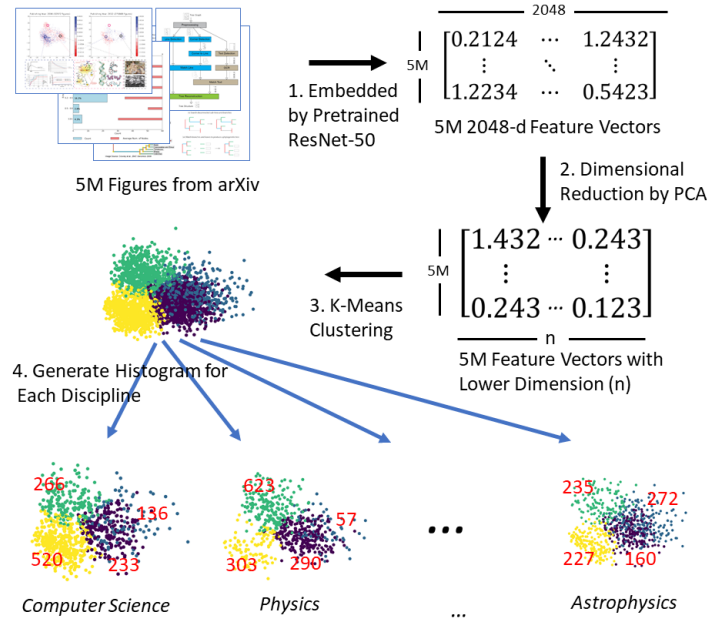 2048
5M
0.2124 ⋯ 1.2432
⋮ ⋱ ⋮
1.2234 ⋯ 0.5423
1. Embedded
by Pretrained
ResNet-50
5M 2048-d Feature Vectors
5M Figures from arXiv
2. Dimensional
Reduction by PCA
5M
1.432 ⋯ 0.243
⋮ ⋮
0.243 ⋯ 0.123
n
3. K-Means
Clustering
5M Feature Vectors with
Lower Dimension (n)
4. Generate Histogram for
Each Discipline
266
136
520
233
623
57
303
290
...
235
272
227
160
Computer Science
Physics
...
Astrophysics